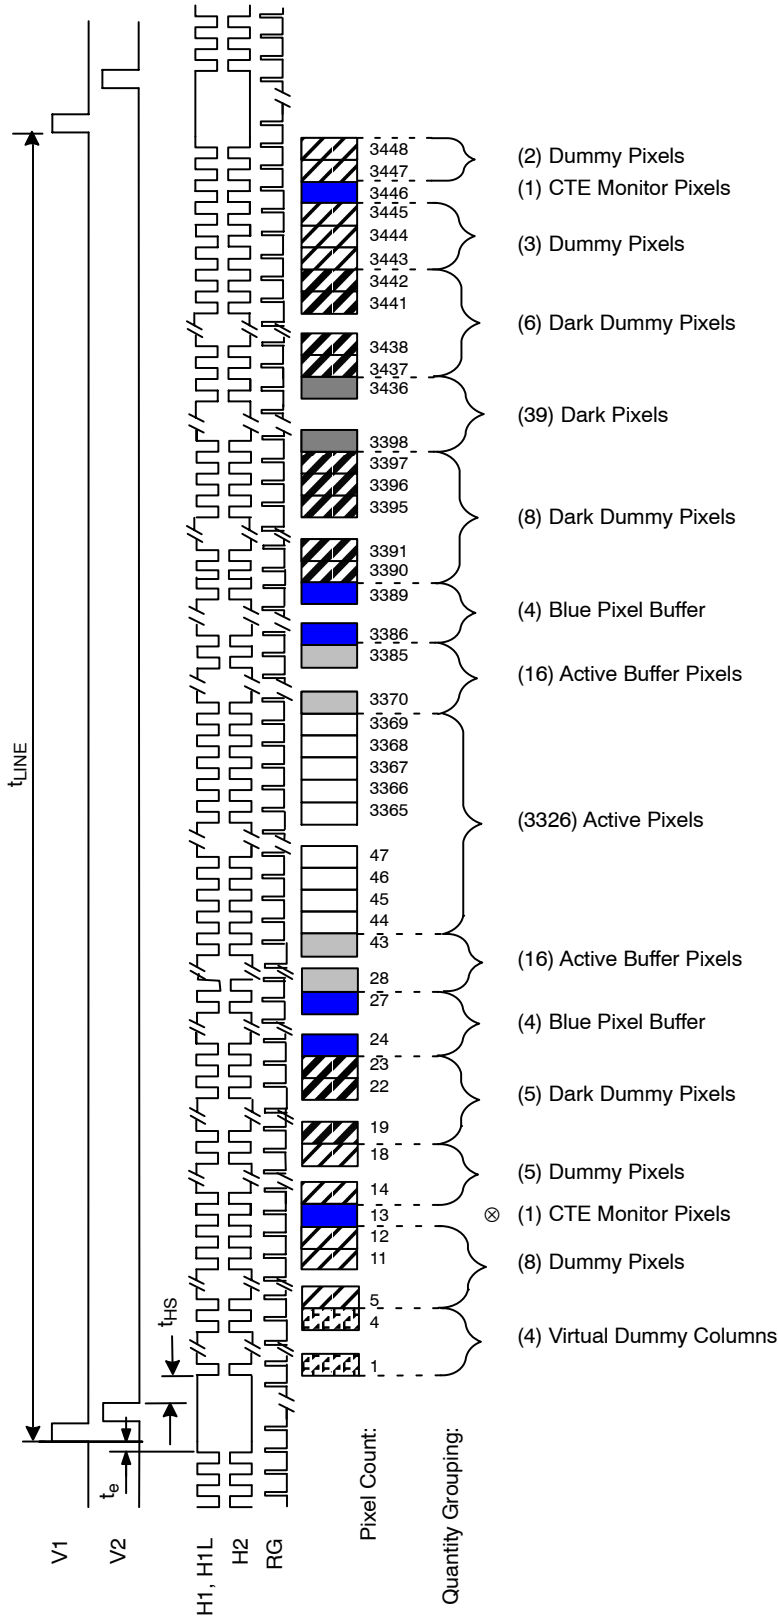 3448
(2) Dummy Pixels
3447
3446
(1) CTE Monitor Pixels
3445
3444
(3) Dummy Pixels
3443
3442
3441
(6) Dark Dummy Pixels
3438
3437
3436
(39) Dark Pixels
3398
3397
3396
3395
(8) Dark Dummy Pixels
3391
3390
3389
(4) Blue Pixel Buffer
3386
3385
(16) Active Buffer Pixels
3370
3369
3368
3367
3366
3365
tLINE
(3326) Active Pixels
47
46
45
44
43
(16) Active Buffer Pixels
28
27
(4) Blue Pixel Buffer
24
23
22
(5) Dark Dummy Pixels
19
18
(5) Dummy Pixels
14
13
⊗ (1) CTE Monitor Pixels
12
11
(8) Dummy Pixels
5
4
tHS
(4) Virtual Dummy Columns
1
te
V1
V2
H1, H1L
H2
RG
Pixel Count:
Quantity Grouping: